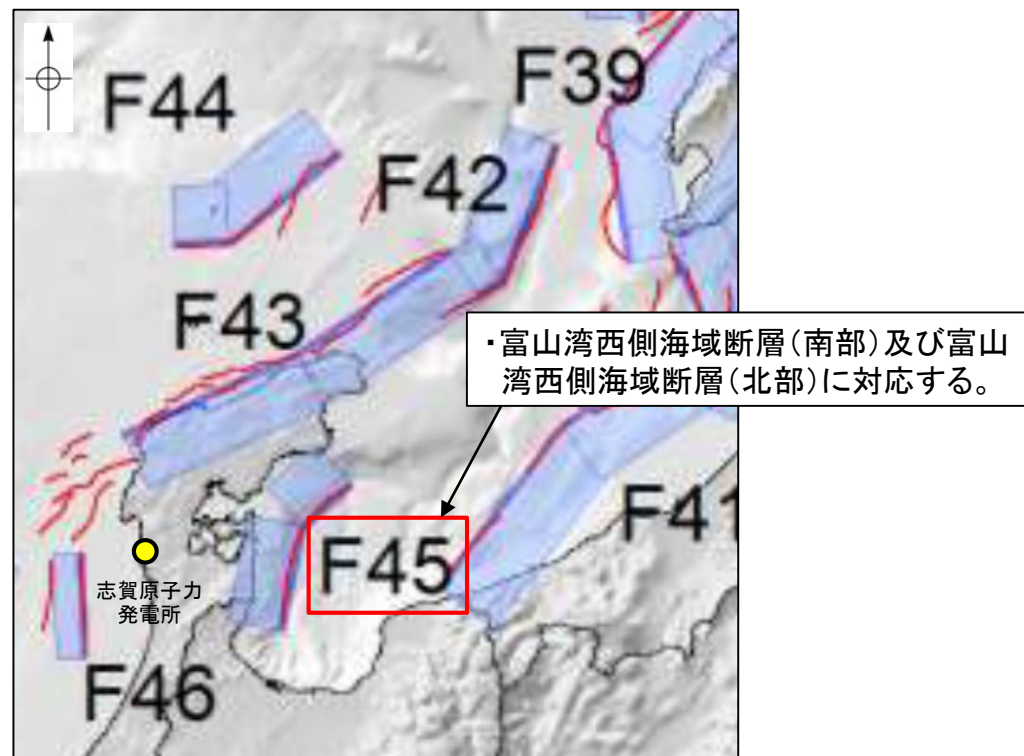 F39
F44
F42
F43
・富山湾西側海域断層（南部）及び富山
湾西側海域断層（北部）に対応する。
F41
F45
志賀原子力
発電所
F46